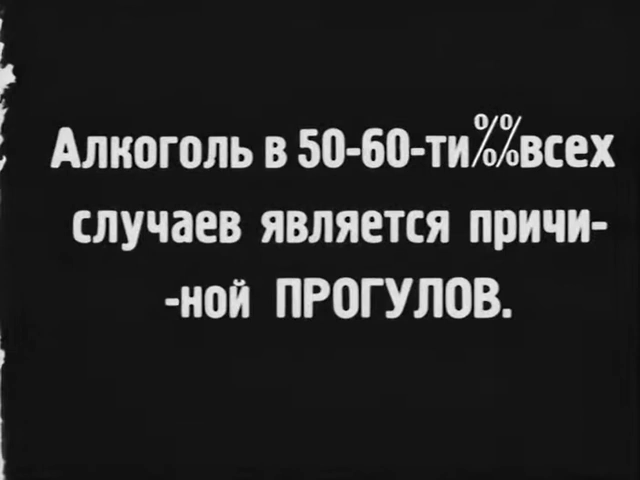 Алкоголь в 50-60-ти%%всех
случаев является причи-
-ной ПРОГУЛОВ.